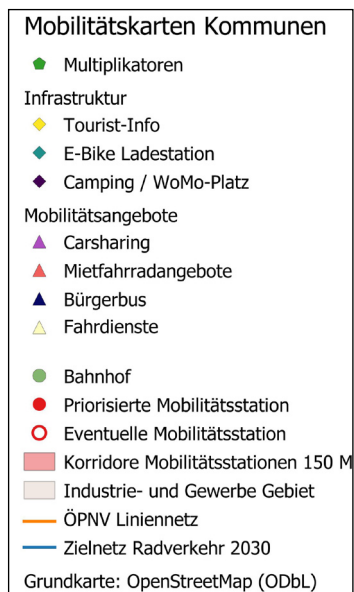 Mobilitätskarten Kommunen
Multiplikatoren
Infrastruktur
Tourist-Info
E-Bike Ladestation
Camping / WoMo-Platz
Mobilitätsangebote
Carsharing
Mietfahrradangebote
Bürgerbus
Fahrdienste
Bahnhof
Priorisierte Mobilitätsstation
Eventuelle Mobilitätsstation
Korridore Mobilitätsstationen 150 M
Industrie- und Gewerbe Gebiet
ÖPNV Liniennetz
Zielnetz Radverkehr 2030
Grundkarte: OpenStreetMap (ODbL)